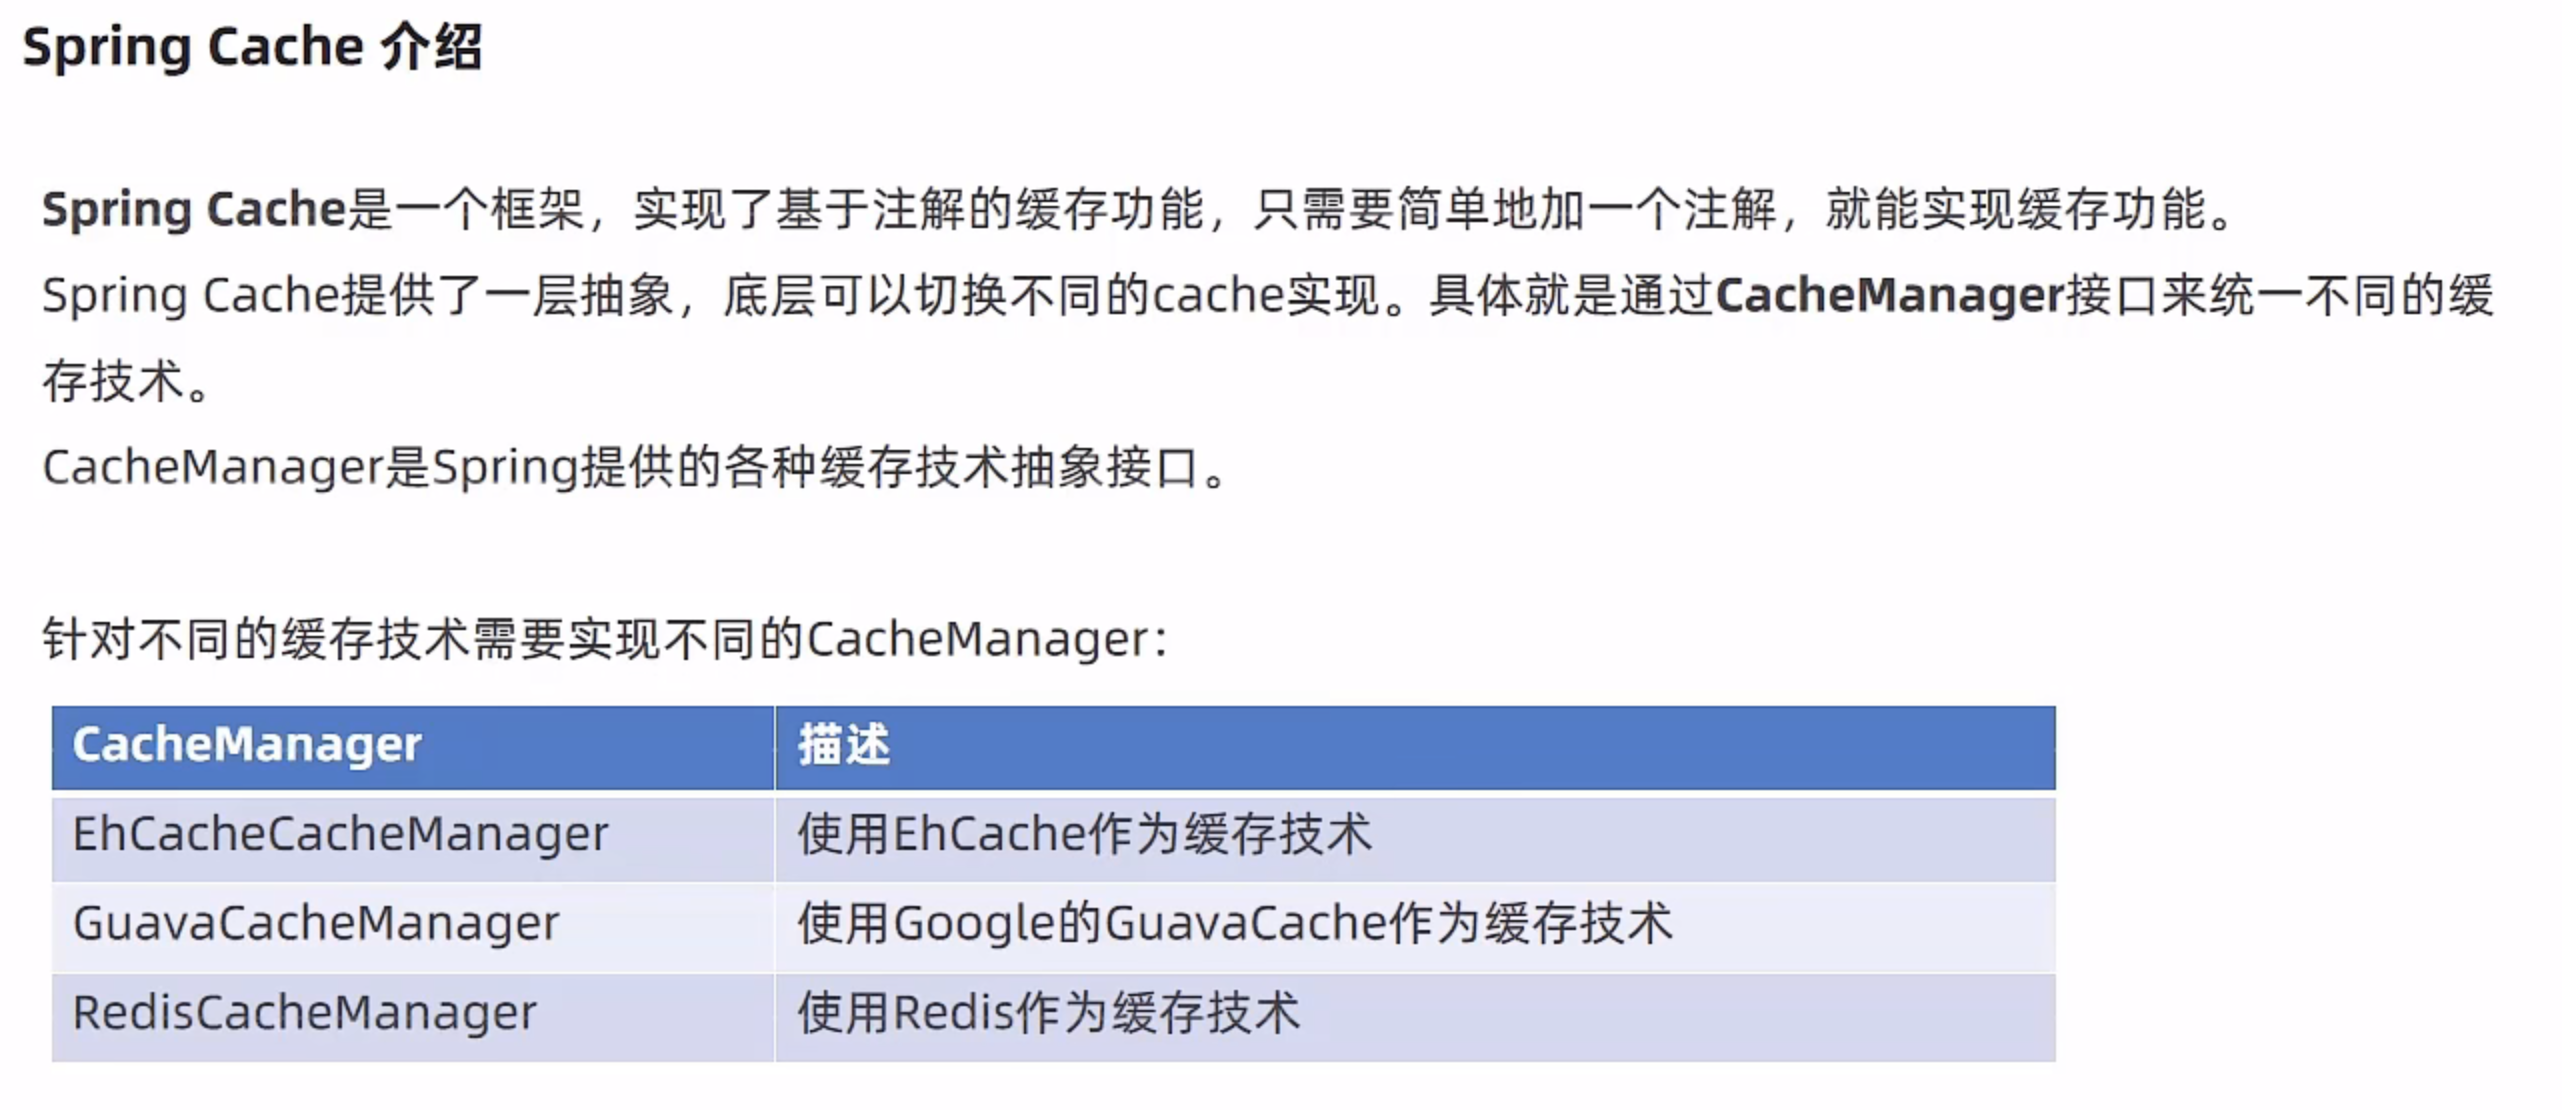 Spring Cache 介绍
Spring Cache是一个框架，实现了基于注解的缓存功能，只需要简单地加一个注解，就能实现缓存功能。
Spring Cache提供了一层抽象，底层可以切换不同的cache实现。具体就是通过CacheManager接口来统一不同的缓
存技术。
CacheManager是Spring提供的各种缓存技术抽象接口。
针对不同的缓存技术需要实现不同的CacheManager：
CacheManager 描述
EhCacheCacheManager 使用EhCache作为缓存技术
GuavaCacheManager 使用Google的GuavaCache作为缓存技术
RedisCacheManager 使用Redis作为缓存技术